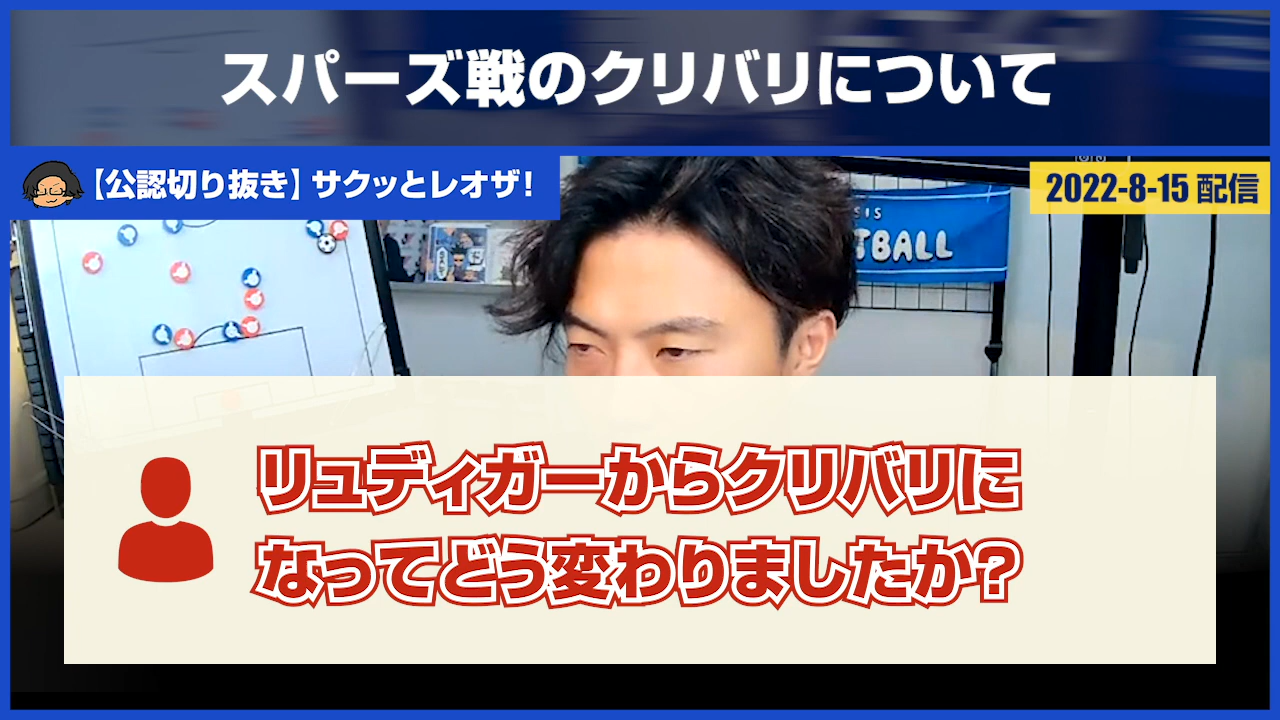 スパーズ戦のクリバリについて
【公認切り抜き】サクッとレオザ！
2022-8-15 配信
SIS
TBALL
リュディガーからクリバリに
なってどう変わりましたか？